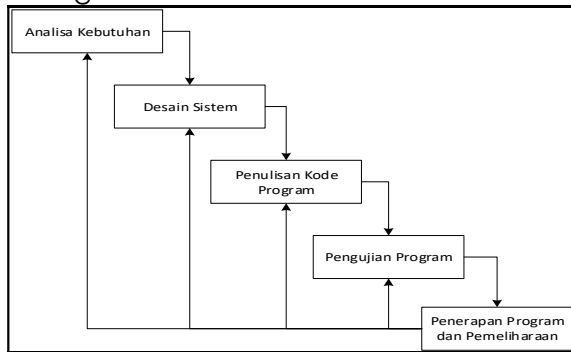 Analisa Kebutuhan
Desain Sistem
Penulisan Kode
Program
Pengujian Program
Penerapan Program
dan Pemeliharaan